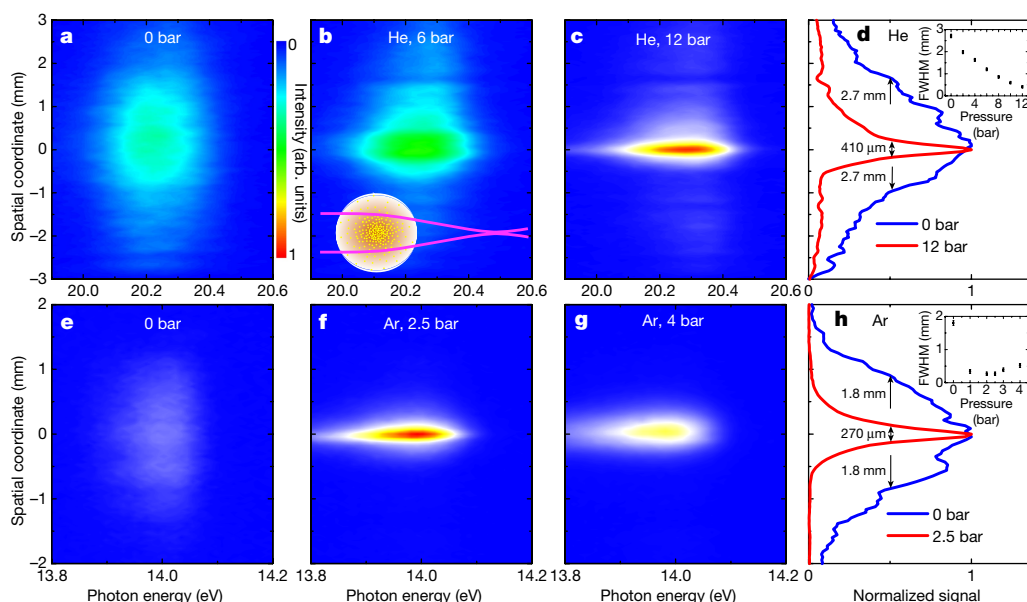 a 0 bar
3
2
1
0
−1
−2
−3
Spatial coordinate (mm)
20.0 20.2 20.4 20.6
0
Intensity (arb. units)
1
b He, 6 bar
20.0 20.2 20.4 20.6
c He, 12 bar
20.0 20.2 20.4 20.6
d He
2.7 mm
410 μm
2.7 mm
0 bar
12 bar
0 1
FWHM (mm)
3
2
1
0
0 4 8 12
Pressure
(bar)
e 0 bar
2
1
0
−1
−2
Spatial coordinate (mm)
13.8 14.0 14.2
Photon energy (eV)
f Ar, 2.5 bar
13.8 14.0 14.2
Photon energy (eV)
g Ar, 4 bar
13.8 14.0 14.2
Photon energy (eV)
h Ar
1.8 mm
270 μm
1.8 mm
0 bar
2.5 bar
0 1
Normalized signal
FWHM (mm)
2
1
0
0 2 4
Pressure
(bar)